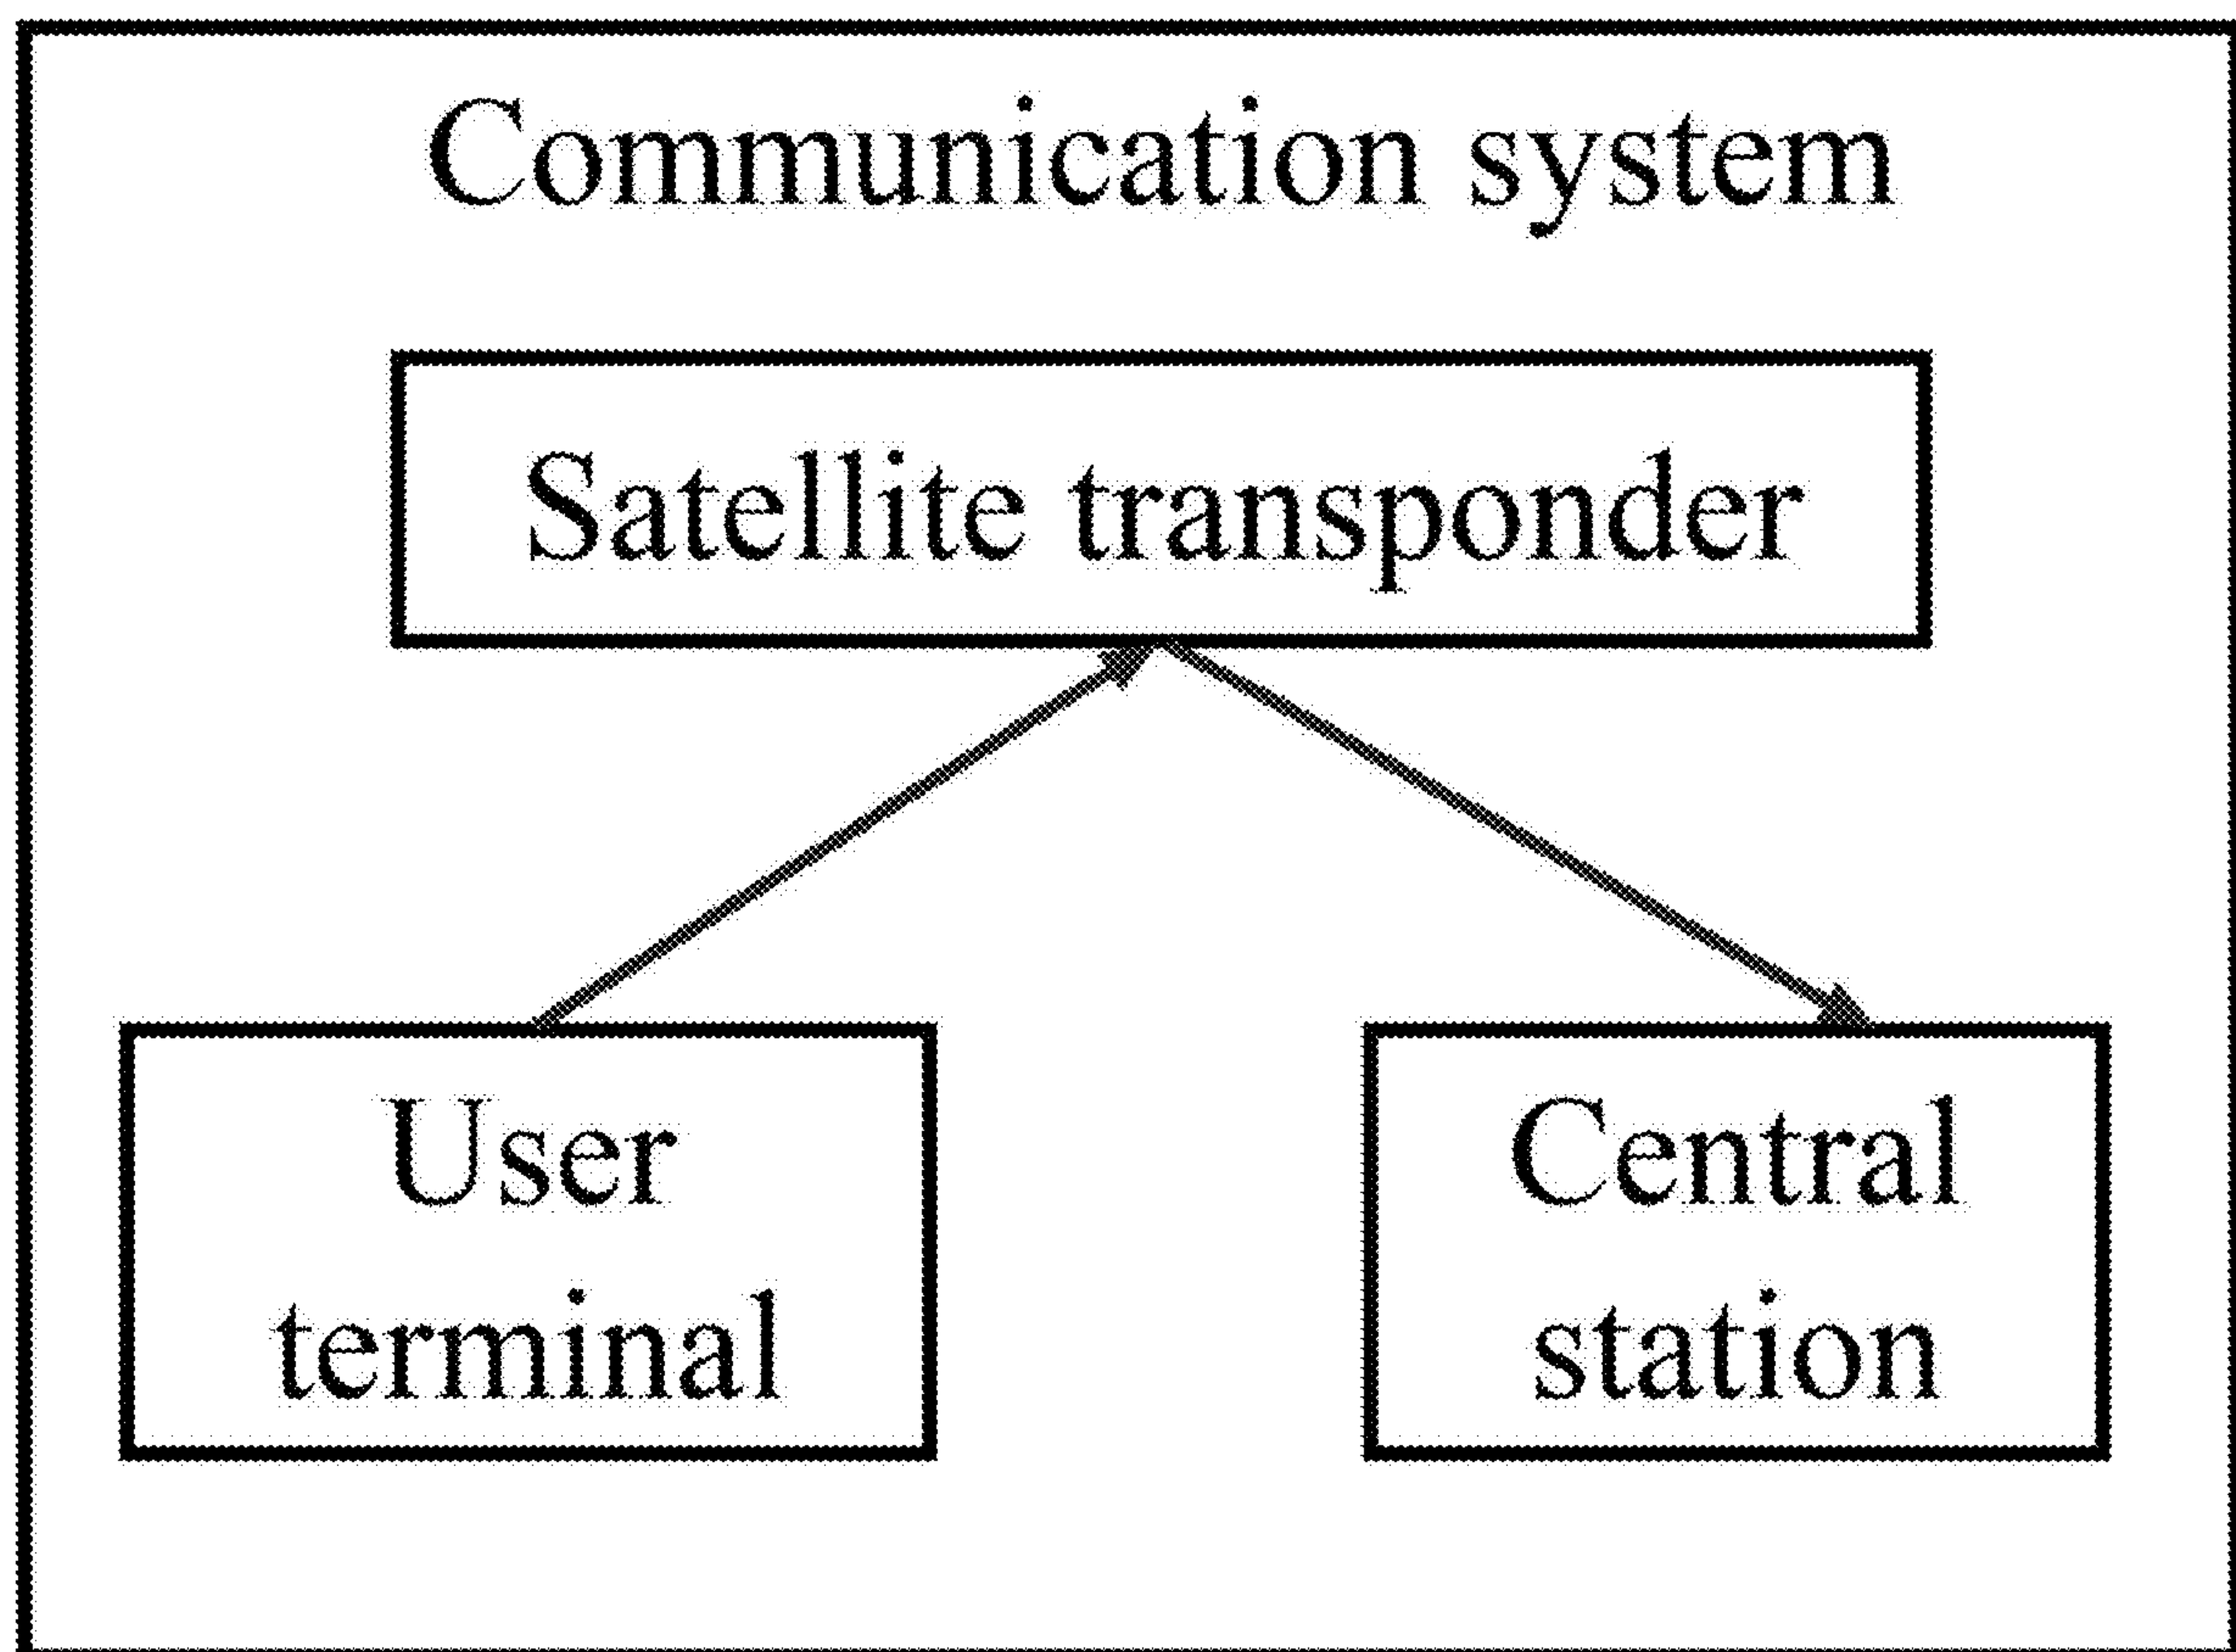 Communication system
Satellite transponder
User
terminal
Central
station